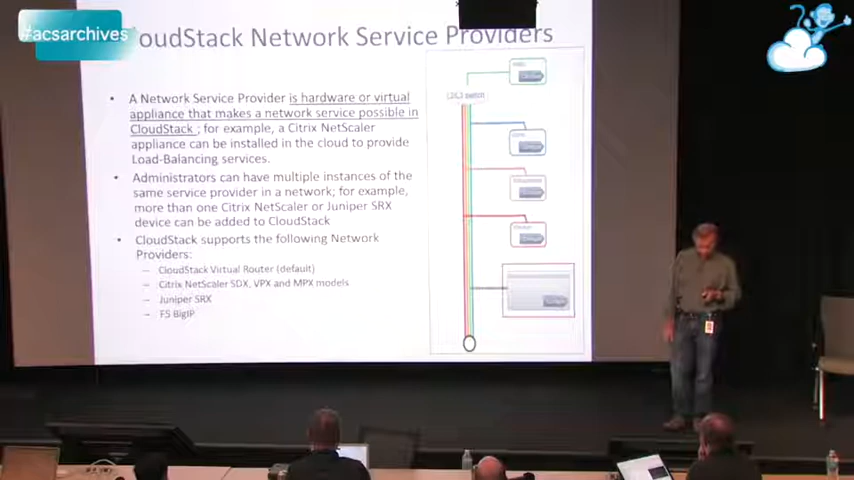 #acsarchives
oudStack Network Service Providers
• A Network Service Provider is hardware or virtual
appliance that makes a network service possible in
CloudStack ; for example, a Citrix NetScaler
appliance can be installed in the cloud to provide
Load-Balancing services.
• Administrators can have multiple instances of the
same service provider in a network; for example,
more than one Citrix NetScaler or Juniper SRX
device can be added to CloudStack
• CloudStack supports the following Network
Providers:
– CloudStack Virtual Router (default)
– Citrix NetScaler SDX, VPX and MPX models
– Juniper SRX
– F5 BigIP
L2/L3 switch